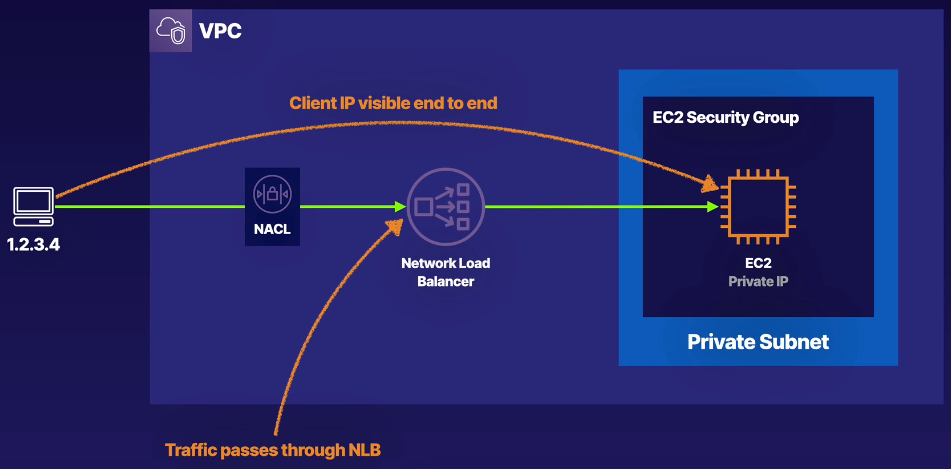 VPC
Client IP visible end to end
EC2 Security Group
1.2.3.4
NACL
Network Load
Balancer
EC2
Private IP
Private Subnet
Traffic passes through NLB